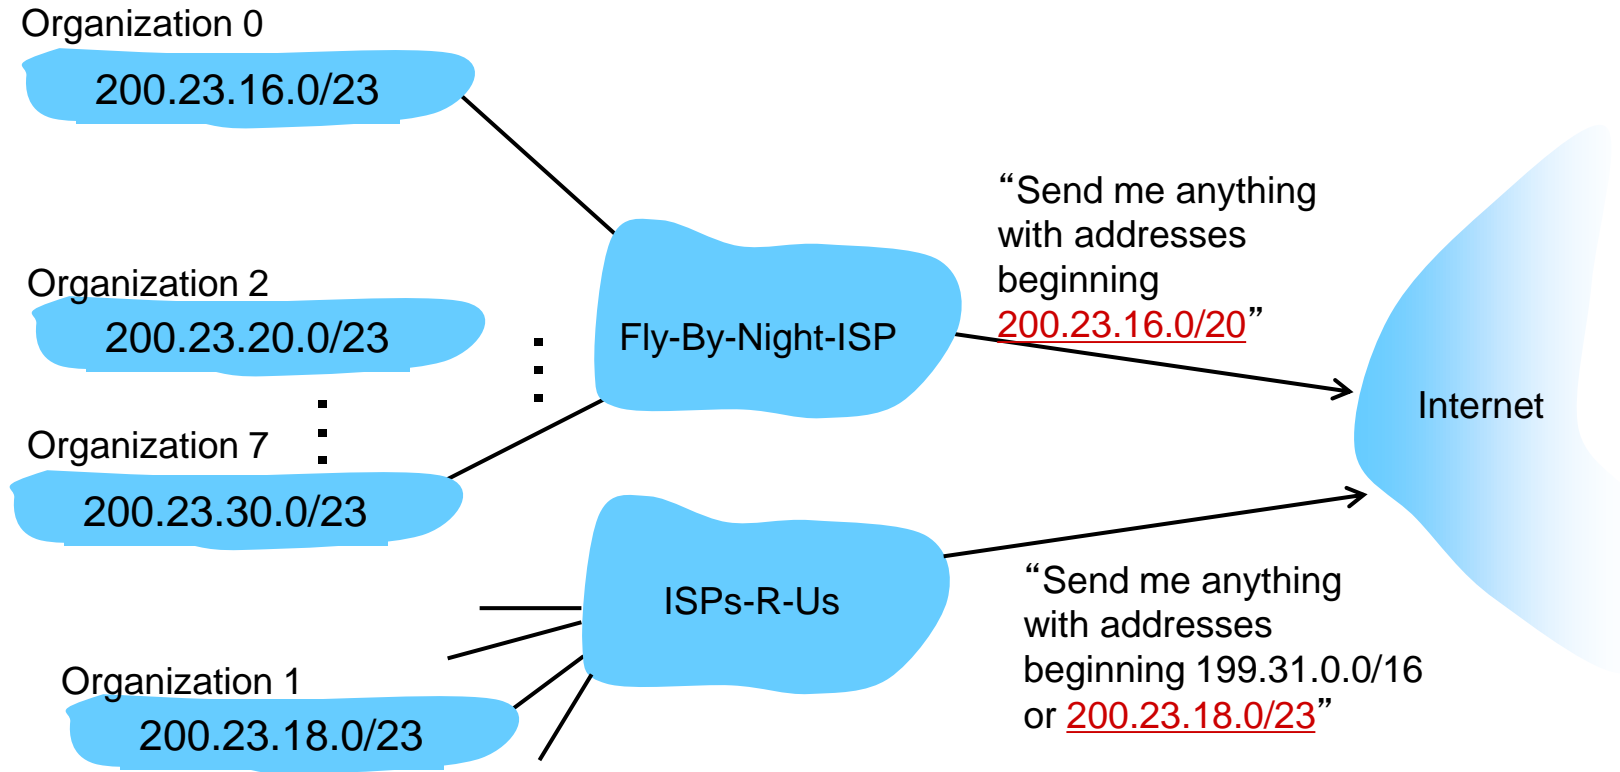 Organization 0
200.23.16.0/23
“Send me anything
with addresses
beginning
200.23.16.0/20”
Organization 2
200.23.20.0/23
Fly-By-Night-ISP
Internet
Organization 7
200.23.30.0/23
ISPs-R-Us
“Send me anything
with addresses
beginning 199.31.0.0/16
or 200.23.18.0/23”
Organization 1
200.23.18.0/23